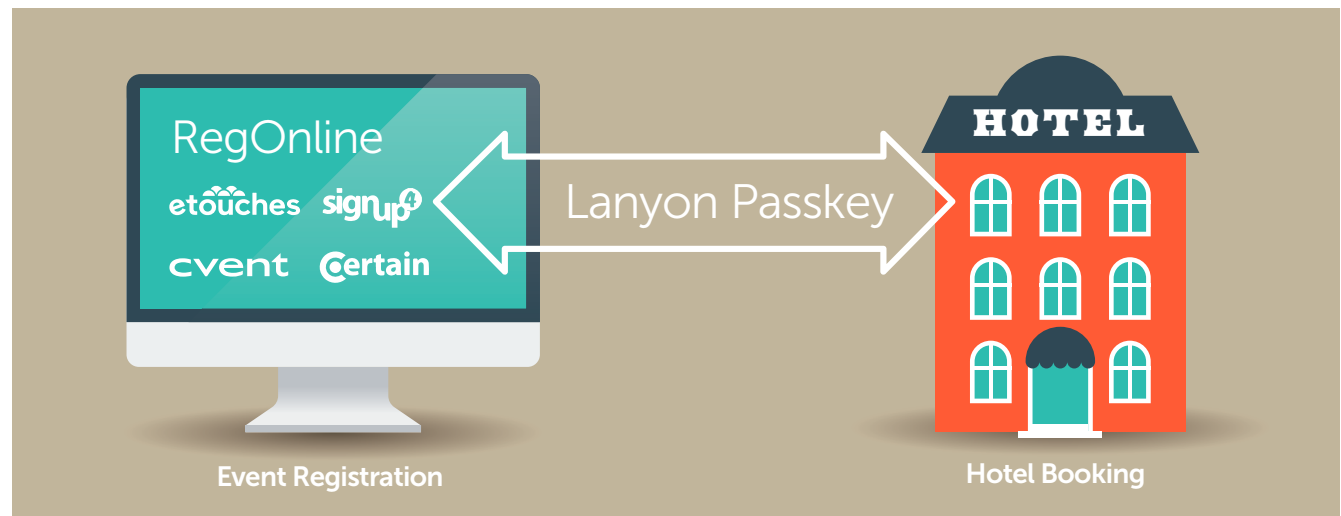 RegOnline
etouches signup4
cvent Certain
Lanyon Passkey
HOTEL
Event Registration
Hotel Booking